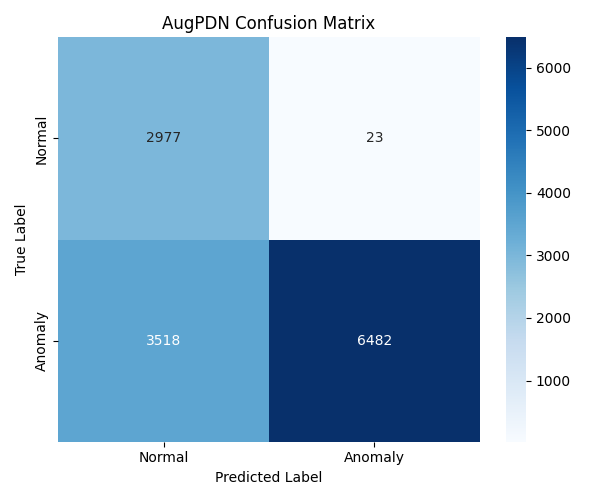 AugPDN Confusion Matrix
True Label
Normal
Anomaly
2977
23
3518
6482
Normal
Anomaly
Predicted Label
6000
5000
4000
3000
2000
1000